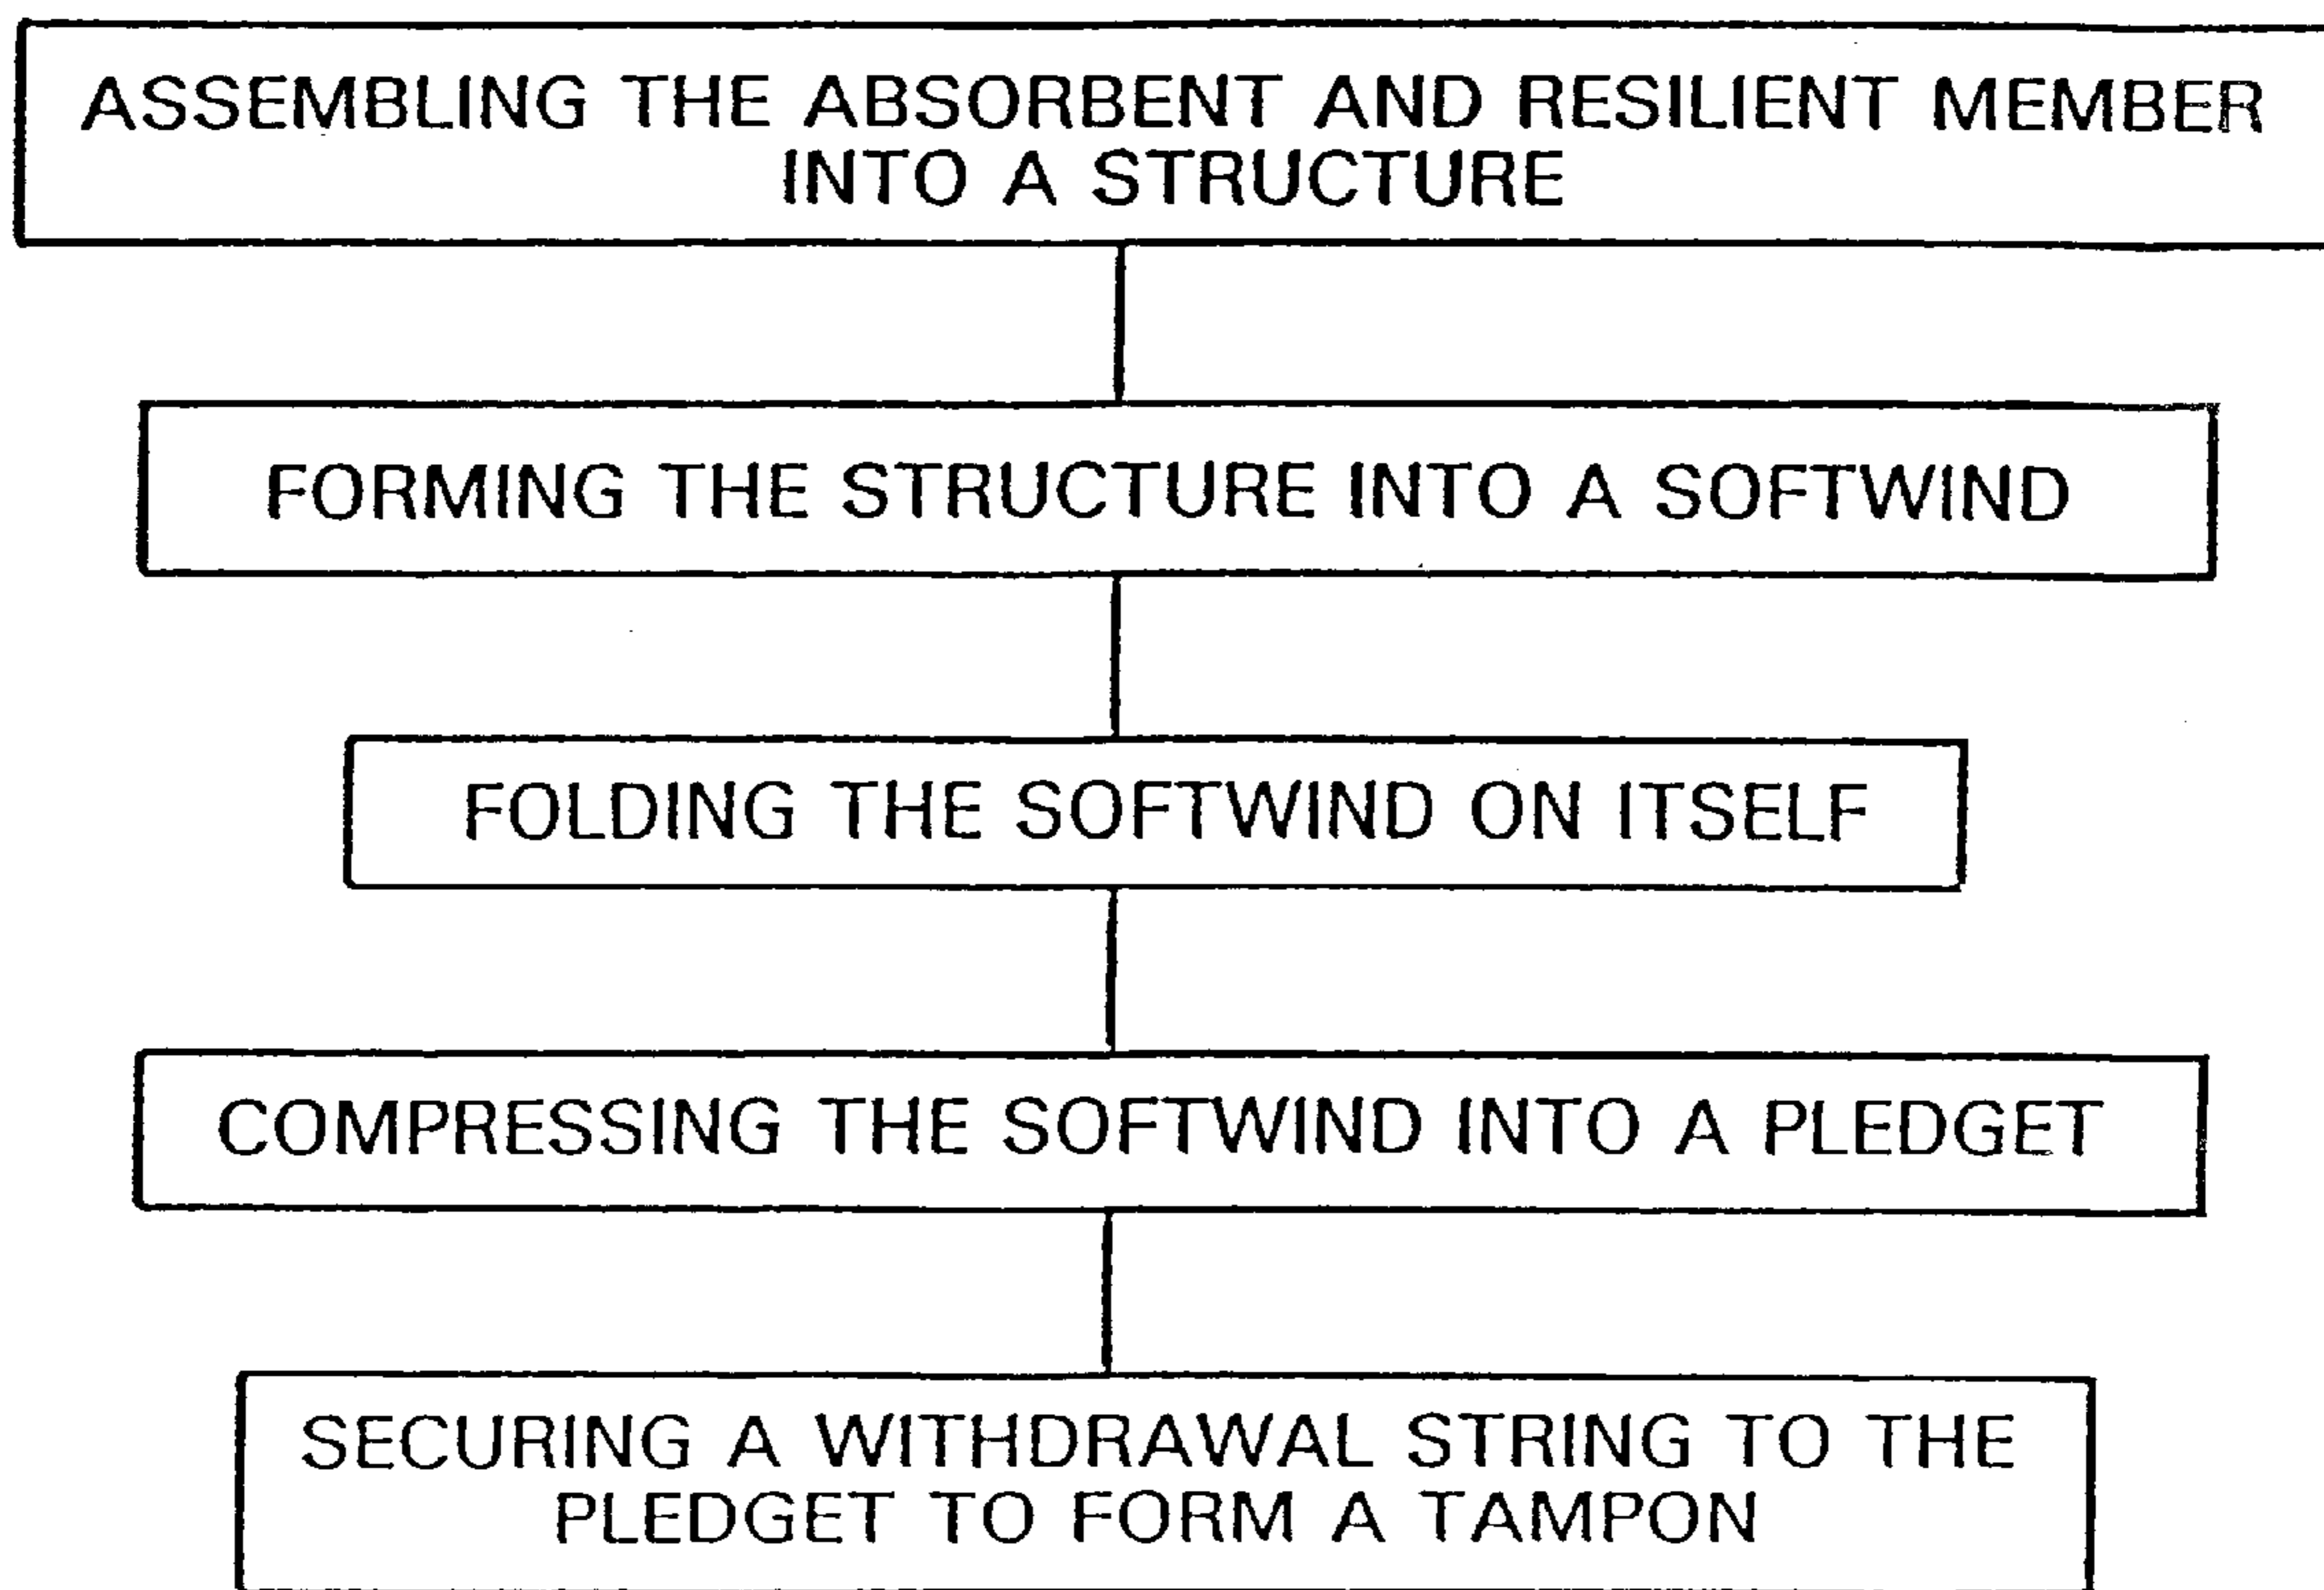 ASSEMBLING THE ABSORBENT AND RESILIENT MEMBER
INTO A STRUCTURE
FORMING THE STRUCTURE INTO A SOFTWIND
FOLDING THE SOFTWIND ON ITSELF
COMPRESSING THE SOFTWIND INTO A PLEDGET
SECURING A WITHDRAWAL STRING TO THE
PLEDGET TO FORM A TAMPON